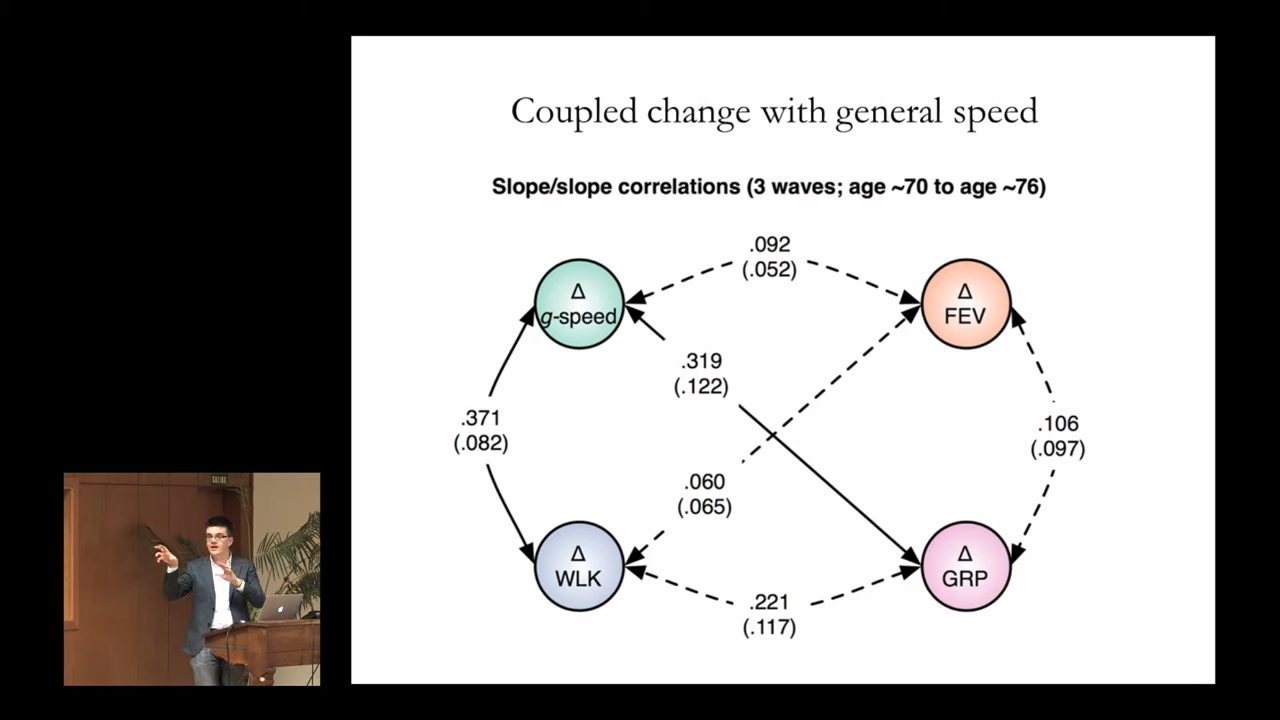 Coupled change with general speed
Slope/slope correlations (3 waves; age ~70 to age ~76)
.092
(.052)
Δ
g-speed
Δ
FEV
.319
(.122)
.371
(.082)
.106
(.097)
.060
(.065)
Δ
WLK
Δ
GRP
.221
(.117)